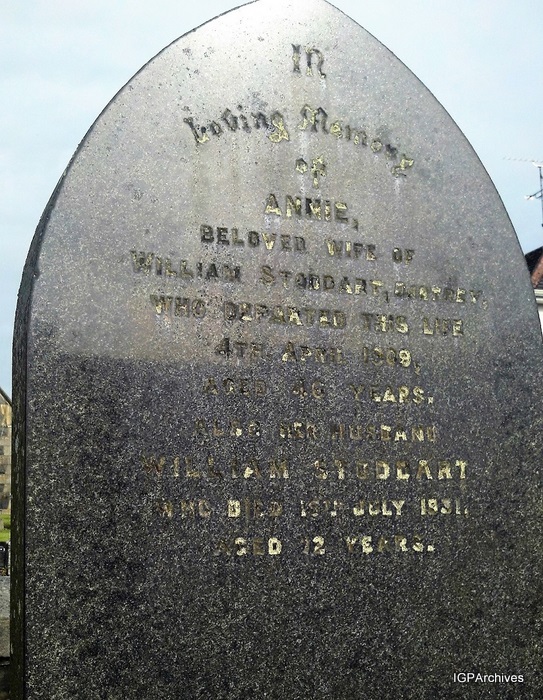 In
Loving Memory
of
ANNIE,
BELOVED WIFE OF
WILLIAM STODDART,
WHO DEPARTED THIS LIFE
4TH. APRIL 1909,
AGED 46 YEARS.
ALSO HER HUSBAND
WILLIAM STODDART
WHO DIED JULY 1931.
AGED 72 YEARS.
IGPArchives